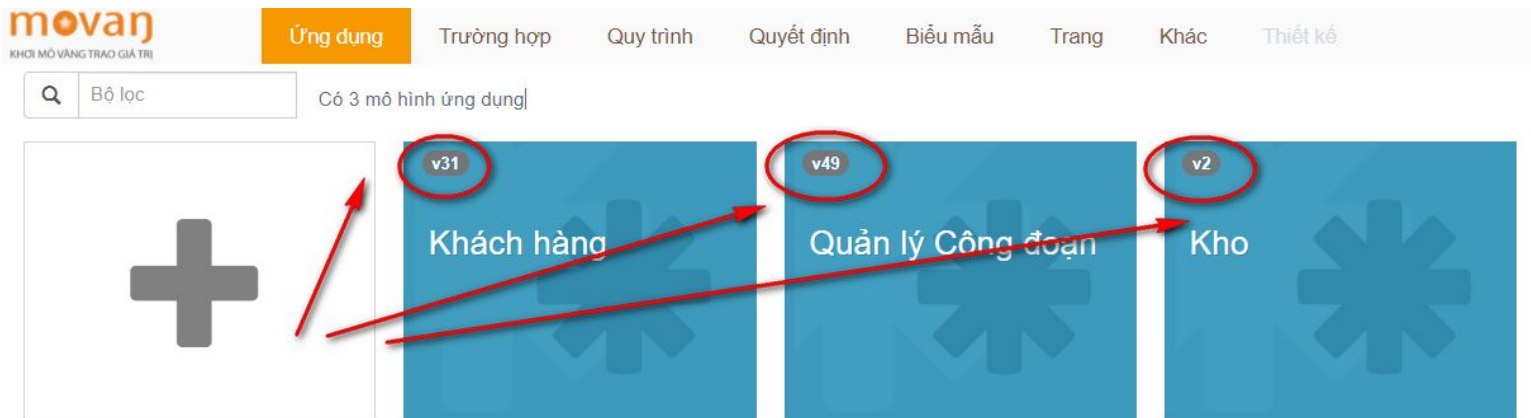 movaŋ
KHƠI MỎ VÀNG TRAO GIÁ TRỊ
Ứng dụng Trường hợp Quy trình Quyết định Biểu mẫu Trang Khác Thiết kế
Bộ lọc Có 3 mô hình ứng dụng
v31 v49 v2
Khách hàng Quản lý Công đoạn Kho